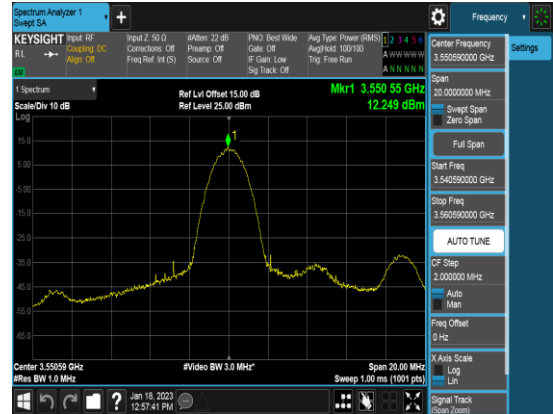 Spectrum Analyzer 1
Swept SA
Frequency
KEYSIGHT
RL
Input: RF
Coupling: DC
Align: Off
Input Z: 50 Ω
Corrections: Off
Freq Ref: Int (S)
#Atten: 22 dB
Preamp: Off
Source: Off
PNO: Best Wide
Gate: Off
IF Gain: Low
Sig Track: Off
Avg Type: Power (RMS)
Avg|Hold: 100/100
Trig: Free Run
1 2 3 4 5 6
A W W W W W
A N N N N N
1 Spectrum
Scale/Div 10 dB
Log
Ref Lvl Offset 15.00 dB
Ref Level 25.00 dBm
Mkr1 3.550 55 GHz
12.249 dBm
1
15.0
5.00
-5.00
-15.0
-25.0
-35.0
-45.0
-55.0
-65.0
Center 3.55059 GHz
#Res BW 1.0 MHz
#Video BW 3.0 MHz*
Span 20.00 MHz
Sweep 1.00 ms (1001 pts)
Jan 18, 2023
12:57:41 PM
Center Frequency
3.550590000 GHz
Span
20.0000000 MHz
Swept Span
Zero Span
Full Span
Start Freq
3.540590000 GHz
Stop Freq
3.560590000 GHz
AUTO TUNE
CF Step
2.000000 MHz
Auto
Man
Freq Offset
0 Hz
X Axis Scale
Log
Lin
Signal Track
(Span Zoom)
Settings